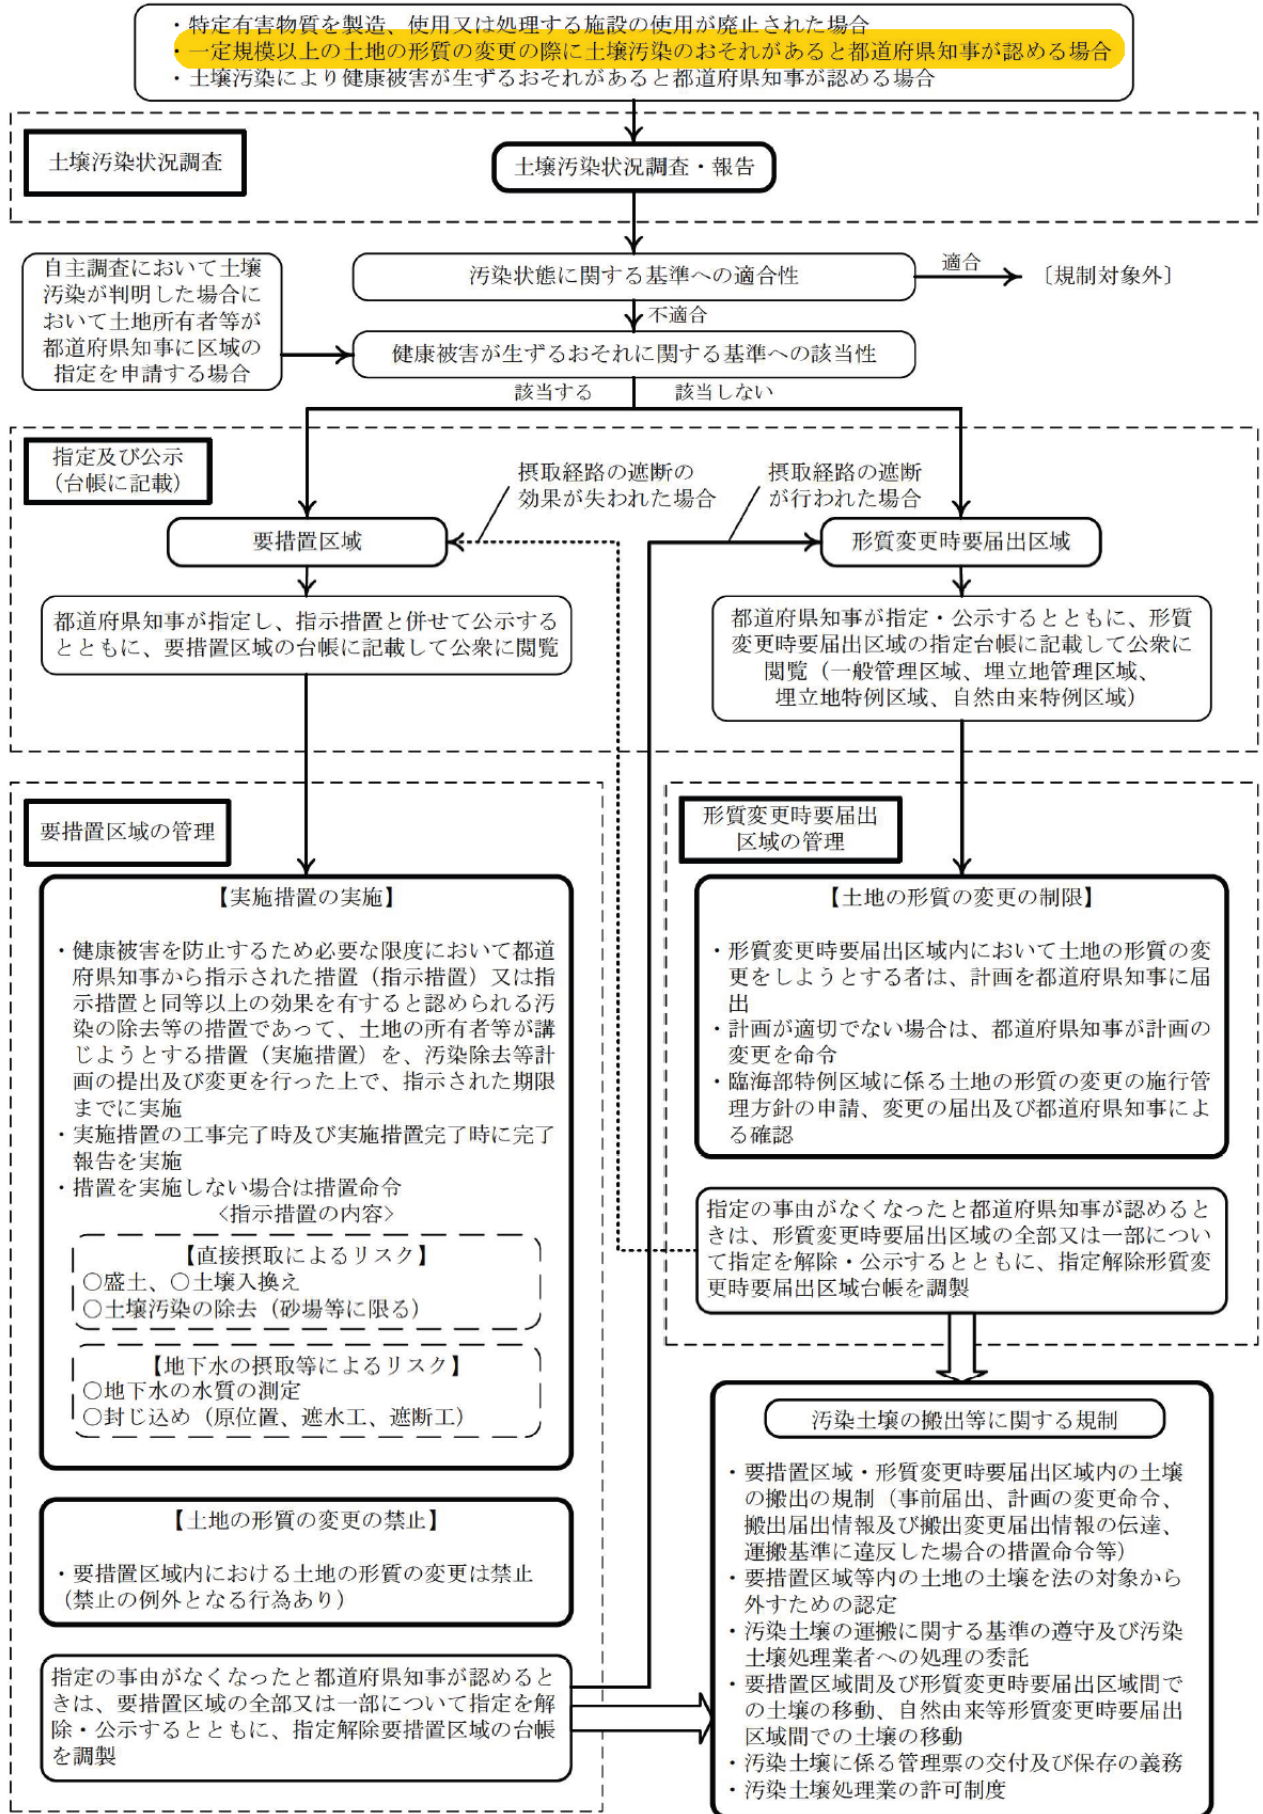 ・特定有害物質を製造、使用又は処理する施設の使用が廃止された場合
・一定規模以上の土地の形質の変更の際に土壌汚染のおそれがあると都道府県知事が認める場合
・土壌汚染により健康被害が生ずるおそれがあると都道府県知事が認める場合
土壌汚染状況調査
土壌汚染状況調査・報告
自主調査において土壌
汚染が判明した場合に
おいて土地所有者等が
都道府県知事に区域の
指定を申請する場合
汚染状態に関する基準への適合性
適合
〔規制対象外〕
不適合
健康被害が生ずるおそれに関する基準への該当性
該当する
該当しない
指定及び公示
（台帳に記載）
摂取経路の遮断の
効果が失われた場合
摂取経路の遮断
が行われた場合
要措置区域
形質変更時要届出区域
都道府県知事が指定し、指示措置と併せて公示する
とともに、要措置区域の台帳に記載して公衆に閲覧
都道府県知事が指定・公示するとともに、形質
変更時要届出区域の指定台帳に記載して公衆に
閲覧（一般管理区域、埋立地管理区域、
埋立地特例区域、自然由来特例区域）
要措置区域の管理
【実施措置の実施】
・健康被害を防止するため必要な限度において都道
府県知事から指示された措置（指示措置）又は指
示措置と同等以上の効果を有すると認められる汚
染の除去等の措置であって、土地の所有者等が講
じようとする措置（実施措置）を、汚染除去等計
画の提出及び変更を行った上で、指示された期限
までに実施
・実施措置の工事完了時及び実施措置完了時に完了
報告を実施
・措置を実施しない場合は措置命令
<指示措置の内容>
【直接摂取によるリスク】
○盛土、○土壌入換え
○土壌汚染の除去（砂場等に限る）
【地下水の摂取等によるリスク】
○地下水の水質の測定
○封じ込め（原位置、遮水工、遮断工）
【土地の形質の変更の禁止】
・要措置区域内における土地の形質の変更は禁止
（禁止の例外となる行為あり）
指定の事由がなくなったと都道府県知事が認めると
きは、要措置区域の全部又は一部について指定を解
除・公示するとともに、指定解除要措置区域の台帳
を調製
形質変更時要届出
区域の管理
【土地の形質の変更の制限】
・形質変更時要届出区域内において土地の形質の変
更をしようとする者は、計画を都道府県知事に届
出
・計画が適切でない場合は、都道府県知事が計画の
変更を命令
・臨海部特例区域に係る土地の形質の変更の施行管
理方針の申請、変更の届出及び都道府県知事によ
る確認
指定の事由がなくなったと都道府県知事が認めると
きは、形質変更時要届出区域の全部又は一部につい
て指定を解除・公示するとともに、指定解除形質変
更時要届出区域台帳を調製
汚染土壌の搬出等に関する規制
・要措置区域・形質変更時要届出区域内の土壌
の搬出の規制（事前届出、計画の変更命令、
搬出届出情報及び搬出変更届出情報の伝達、
運搬基準に違反した場合の措置命令等）
・要措置区域等内の土地の土壌を法の対象から
外すための認定
・汚染土壌の運搬に関する基準の遵守及び汚染
土壌処理業者への処理の委託
・要措置区域間及び形質変更時要届出区域間で
の土壌の移動、自然由来等形質変更時要届出
区域間での土壌の移動
・汚染土壌に係る管理票の交付及び保存の義務
・汚染土壌処理業の許可制度